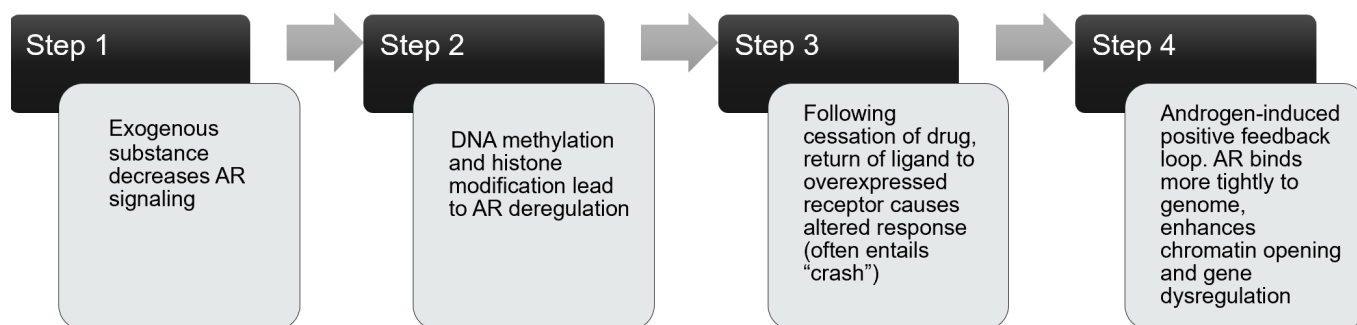 Step 1
Exogenous
substance
decreases AR
signaling
Step 2
DNA methylation
and histone
modification lead
to AR deregulation
Step 3
Following
cessation of drug,
return of ligand to
overexpressed
receptor causes
altered response
(often entails
“crash”)
Step 4
Androgen-induced
positive feedback
loop. AR binds
more tightly to
genome,
enhances
chromatin opening
and gene
dysregulation